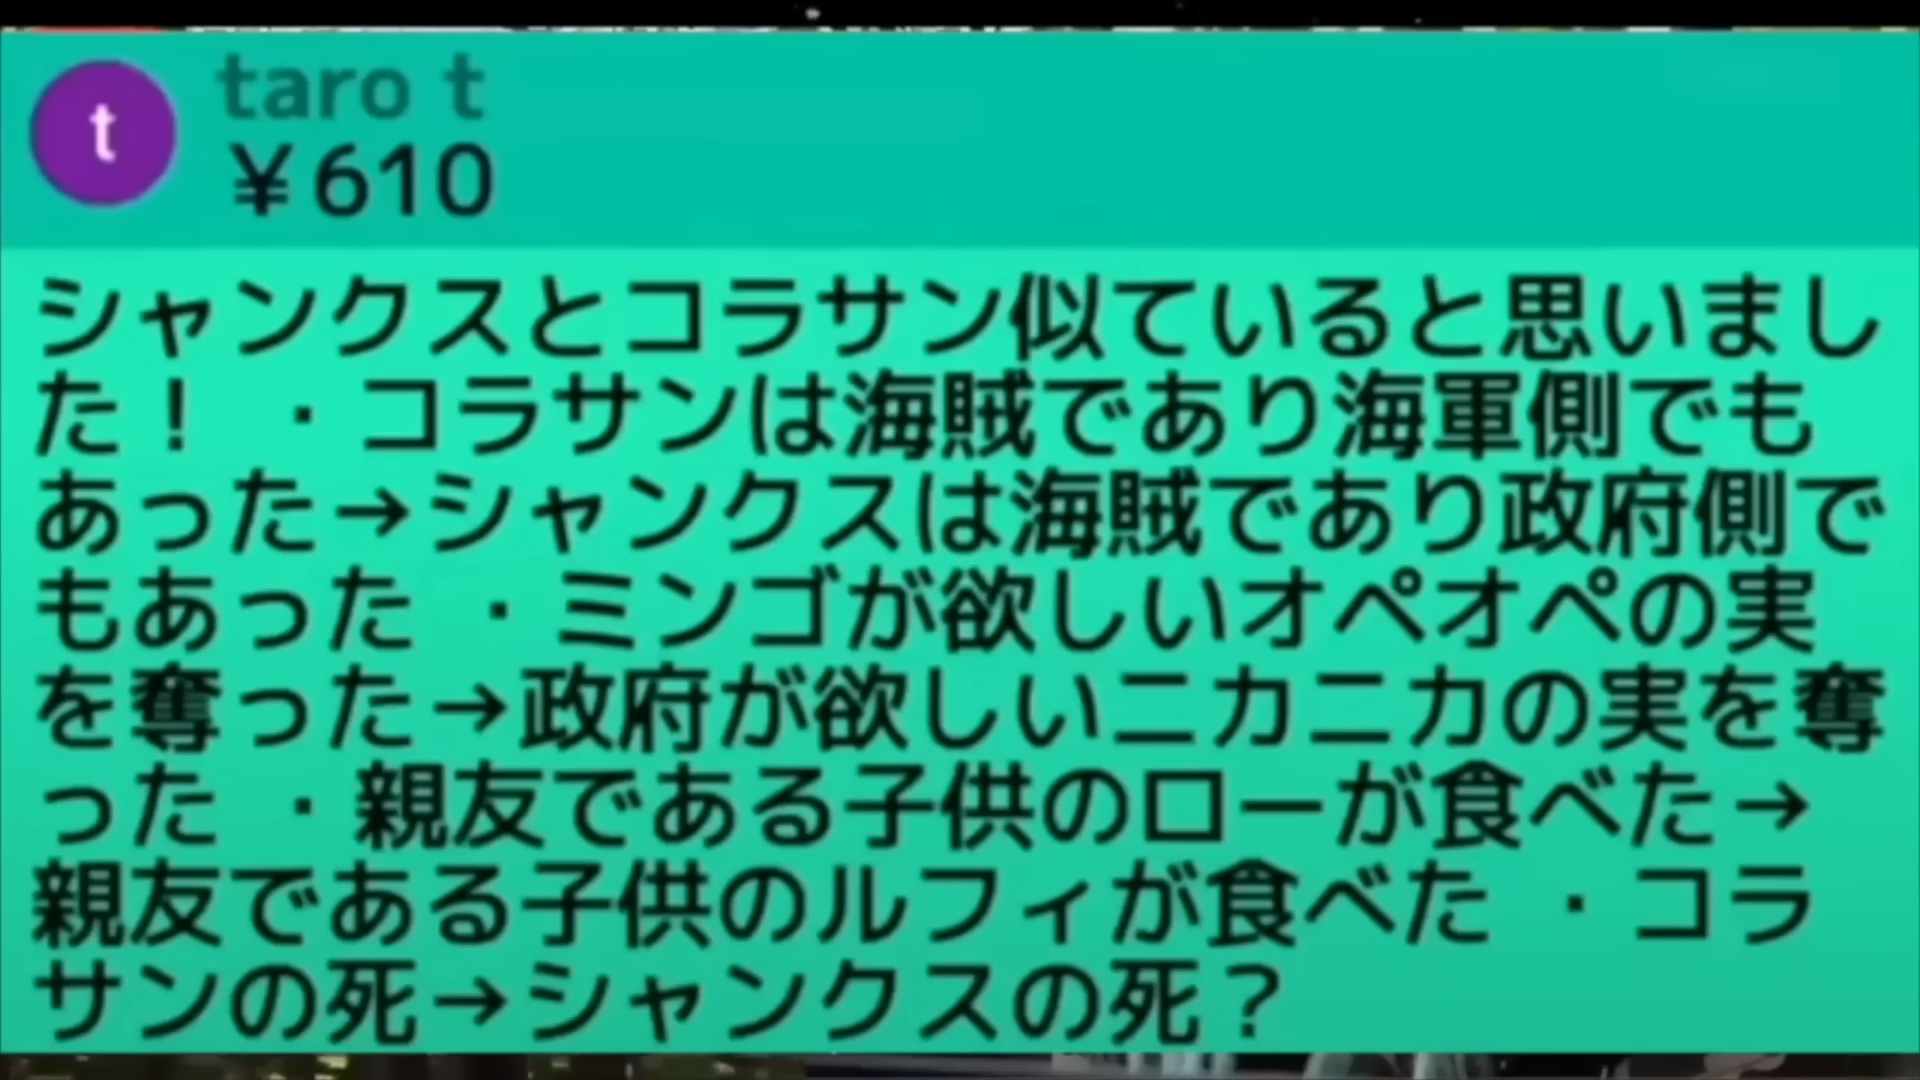 t
taro t
￥610
シャンクスとコラサン似ていると思いまし
た！ ・コラサンは海賊であり海軍側でも
あった→シャンクスは海賊であり政府側で
もあった ・ミンゴが欲しいオペオペの実
を奪った→政府が欲しいニカニカの実を奪
った ・親友である子供のローが食べた→
親友である子供のルフィが食べた ・コラ
サンの死→シャンクスの死？